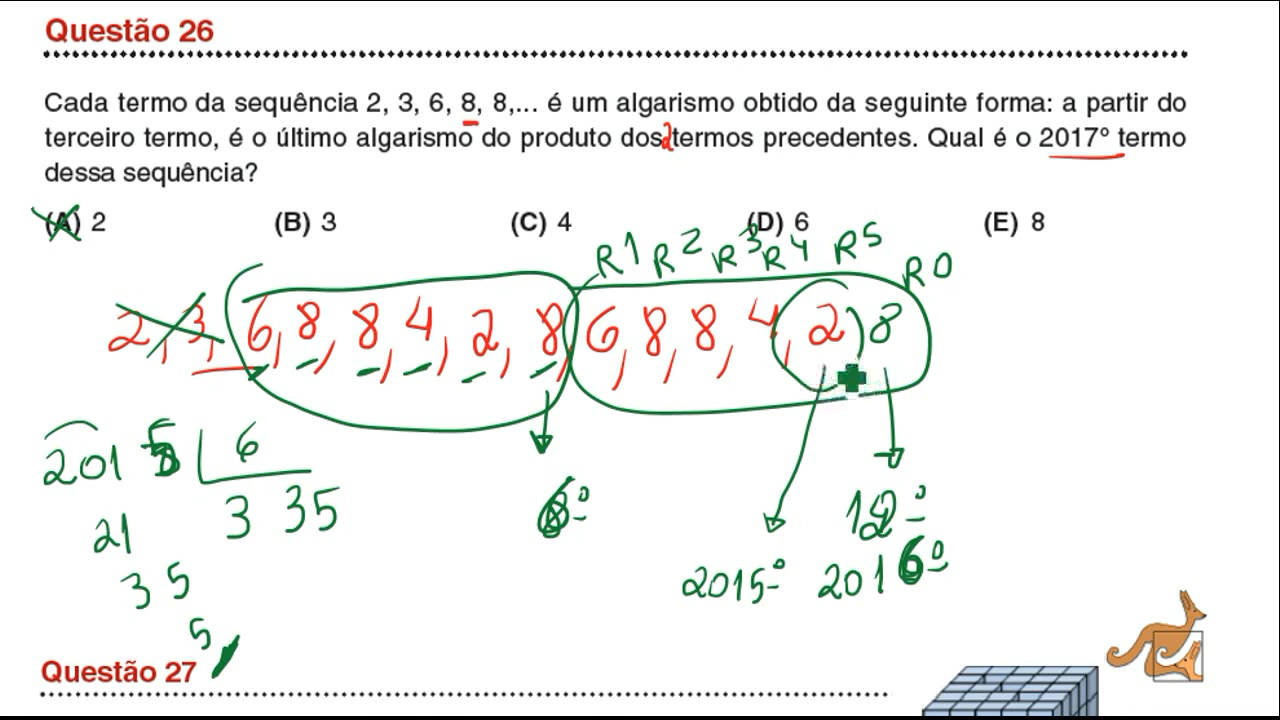 Questão 26
Cada termo da sequência 2, 3, 6, 8, 8,... é um algarismo obtido da seguinte forma: a partir do
terceiro termo, é o último algarismo do produto dos 2 termos precedentes. Qual é o 2017º termo
dessa sequência?
(A) 2 (B) 3 (C) 4 (D) 6 (E) 8
R1 R2 R3 R4 R5 R0
2, 3, 6, 8, 8, 4, 2, 8, 6, 8, 8, 4, 2, 8
2015 6
21 3 35
35
5
2015º 2016º
Questão 27